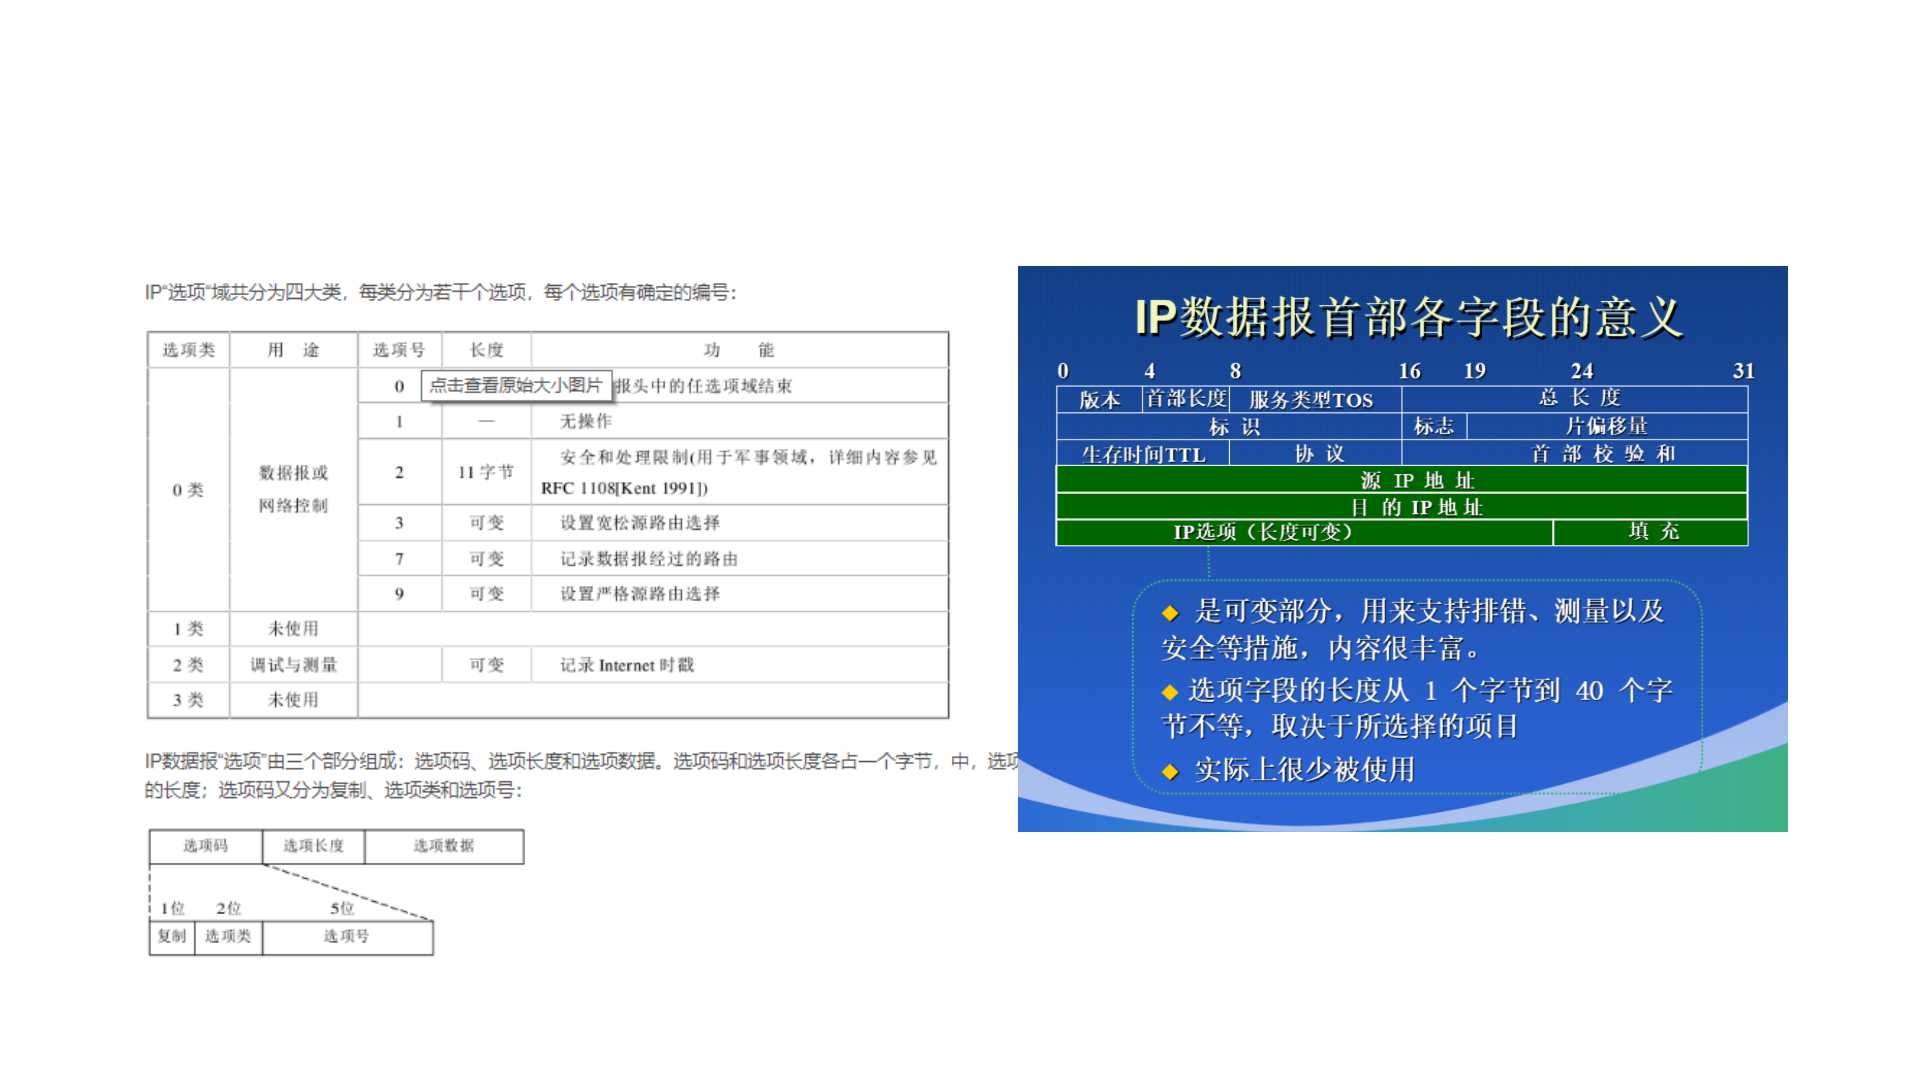 IP“选项“域共分为四大类，每类分为若干个选项，每个选项有确定的编号：
选项类 用 途 选项号 长度 功 能
0 点击查看原始大小图片 报头中的任选项域结束
1 — 无操作
0 类 数据报或 网络控制 2 11 字节 安全和处理限制(用于军事领域，详细内容参见
RFC 1108[Kent 1991])
3 可变 设置宽松源路由选择
7 可变 记录数据报经过的路由
9 可变 设置严格源路由选择
1 类 未使用
2 类 调试与测量 可变 记录 Internet 时戳
3 类 未使用
IP数据报“选项”由三个部分组成：选项码、选项长度和选项数据。选项码和选项长度各占一个字节，中，选项
的长度；选项码又分为复制、选项类和选项号：
选项码 选项长度 选项数据
1位 2位 5位
复制 选项类 选项号
IP数据报首部各字段的意义
0 4 8 16 19 24 31
版本 首部长度 服务类型TOS 总 长 度
标 识 标志 片偏移量
生存时间TTL 协 议 首 部 校 验 和
源 IP 地 址
目 的 IP 地 址
IP选项（长度可变） 填 充
◆ 是可变部分，用来支持排错、测量以及
安全等措施，内容很丰富。
◆ 选项字段的长度从 1 个字节到 40 个字
节不等，取决于所选择的项目
◆ 实际上很少被使用